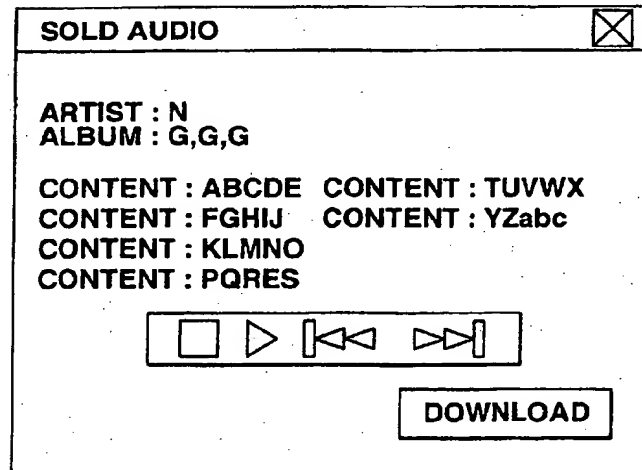 SOLD AUDIO
ARTIST : N
ALBUM : G,G,G
CONTENT : ABCDE CONTENT : TUVWX
CONTENT : FGHIJ CONTENT : YZabc
CONTENT : KLMNO
CONTENT : PQRES
DOWNLOAD